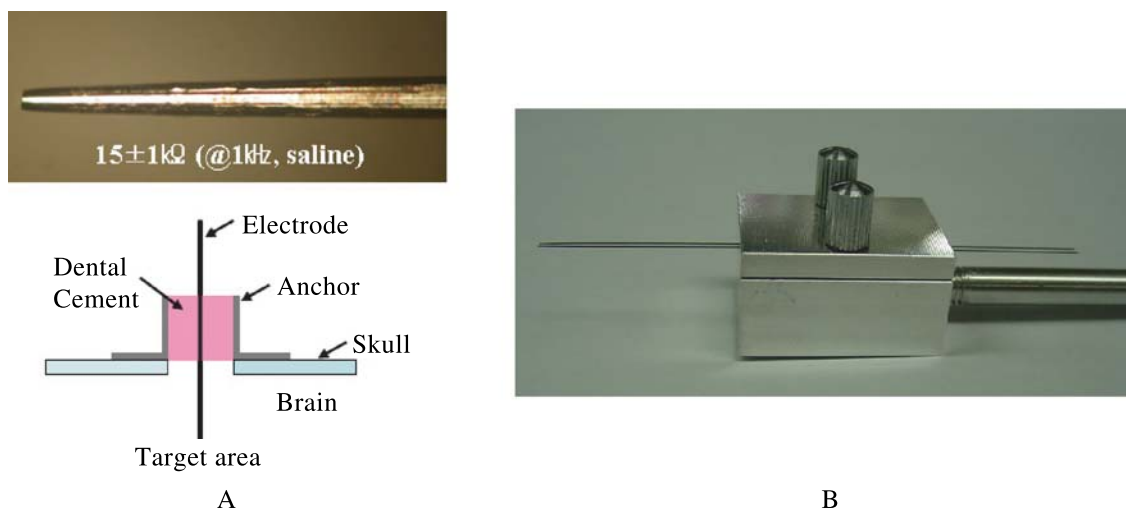 15±1㏀ (@1㎑, saline)
Electrode
Dental
Cement
Anchor
Skull
Brain
Target area
A
B